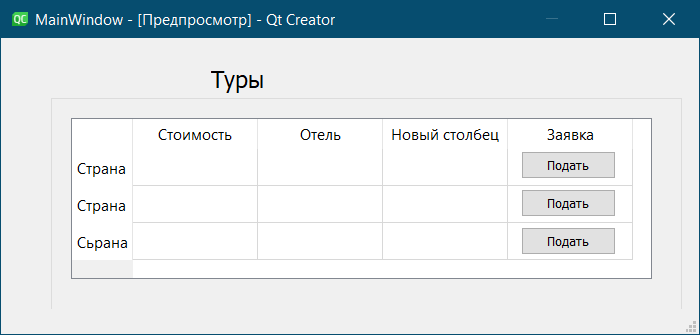 QC MainWindow - [Предпросмотр] - Qt Creator
Туры
Стоимость Отель Новый столбец Заявка
Страна Подать
Страна Подать
Сьрана Подать